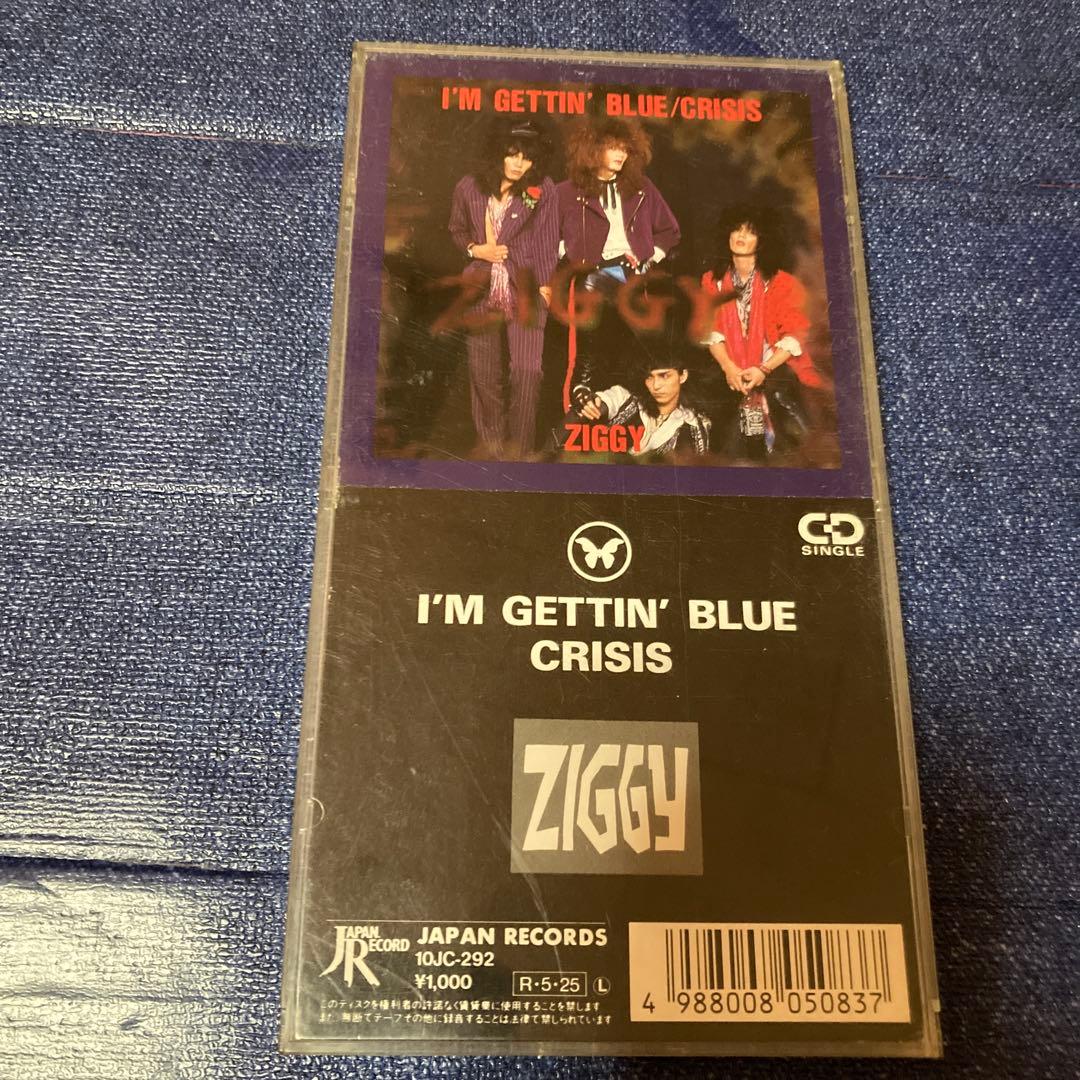 I'M GETTIN' BLUE/CRISIS
ZIGGY
ZIGGY
CD
SINGLE
I'M GETTIN' BLUE
CRISIS
ZIGGY
JAPAN RECORD
JAPAN RECORDS
10JC-292
¥1,000 R・5・25 L
このディスクを権利者の許諾なく賃貸業に使用することを禁じます
また、無断でテープその他に録音することは法律で禁じられています
4 988008 050837